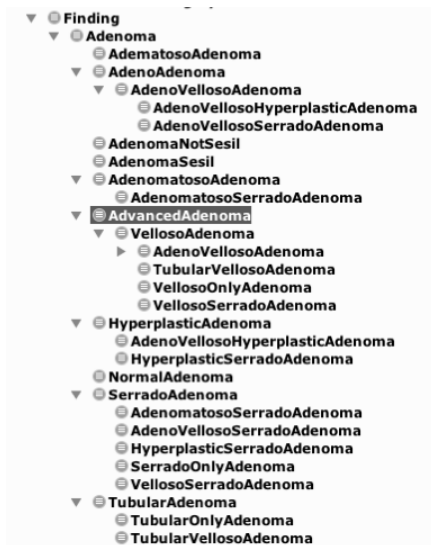 Finding
Adenoma
AdematosoAdenoma
AdenoAdenoma
AdenoVellosoAdenoma
AdenoVellosoHyperplasticAdenoma
AdenoVellosoSerradoAdenoma
AdenomaNotSesil
AdenomaSesil
AdenomatosoAdenoma
AdenomatosoSerradoAdenoma
AdvancedAdenoma
VellosoAdenoma
AdenoVellosoAdenoma
TubularVellosoAdenoma
VellosoOnlyAdenoma
VellosoSerradoAdenoma
HyperplasticAdenoma
AdenoVellosoHyperplasticAdenoma
HyperplasticSerradoAdenoma
NormalAdenoma
SerradoAdenoma
AdenomatosoSerradoAdenoma
AdenoVellosoSerradoAdenoma
HyperplasticSerradoAdenoma
SerradoOnlyAdenoma
VellosoSerradoAdenoma
TubularAdenoma
TubularOnlyAdenoma
TubularVellosoAdenoma